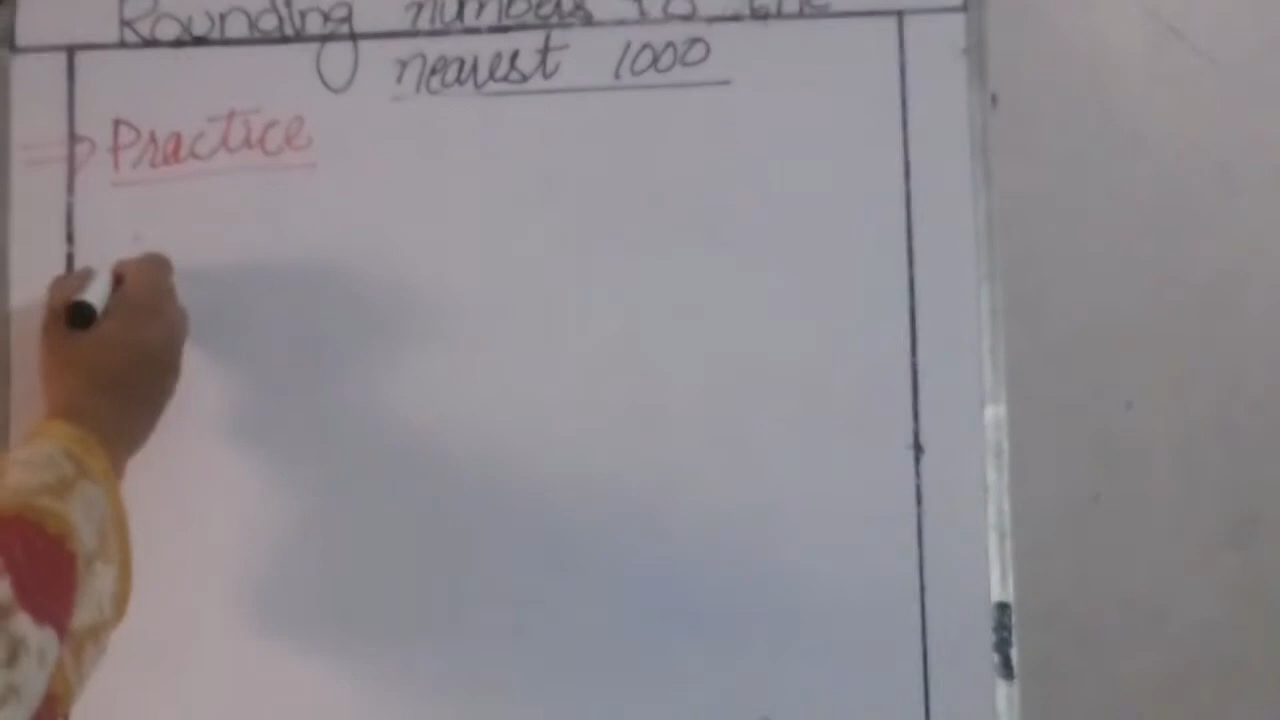 Rounding numbers to the
nearest 1000
⇒ Practice